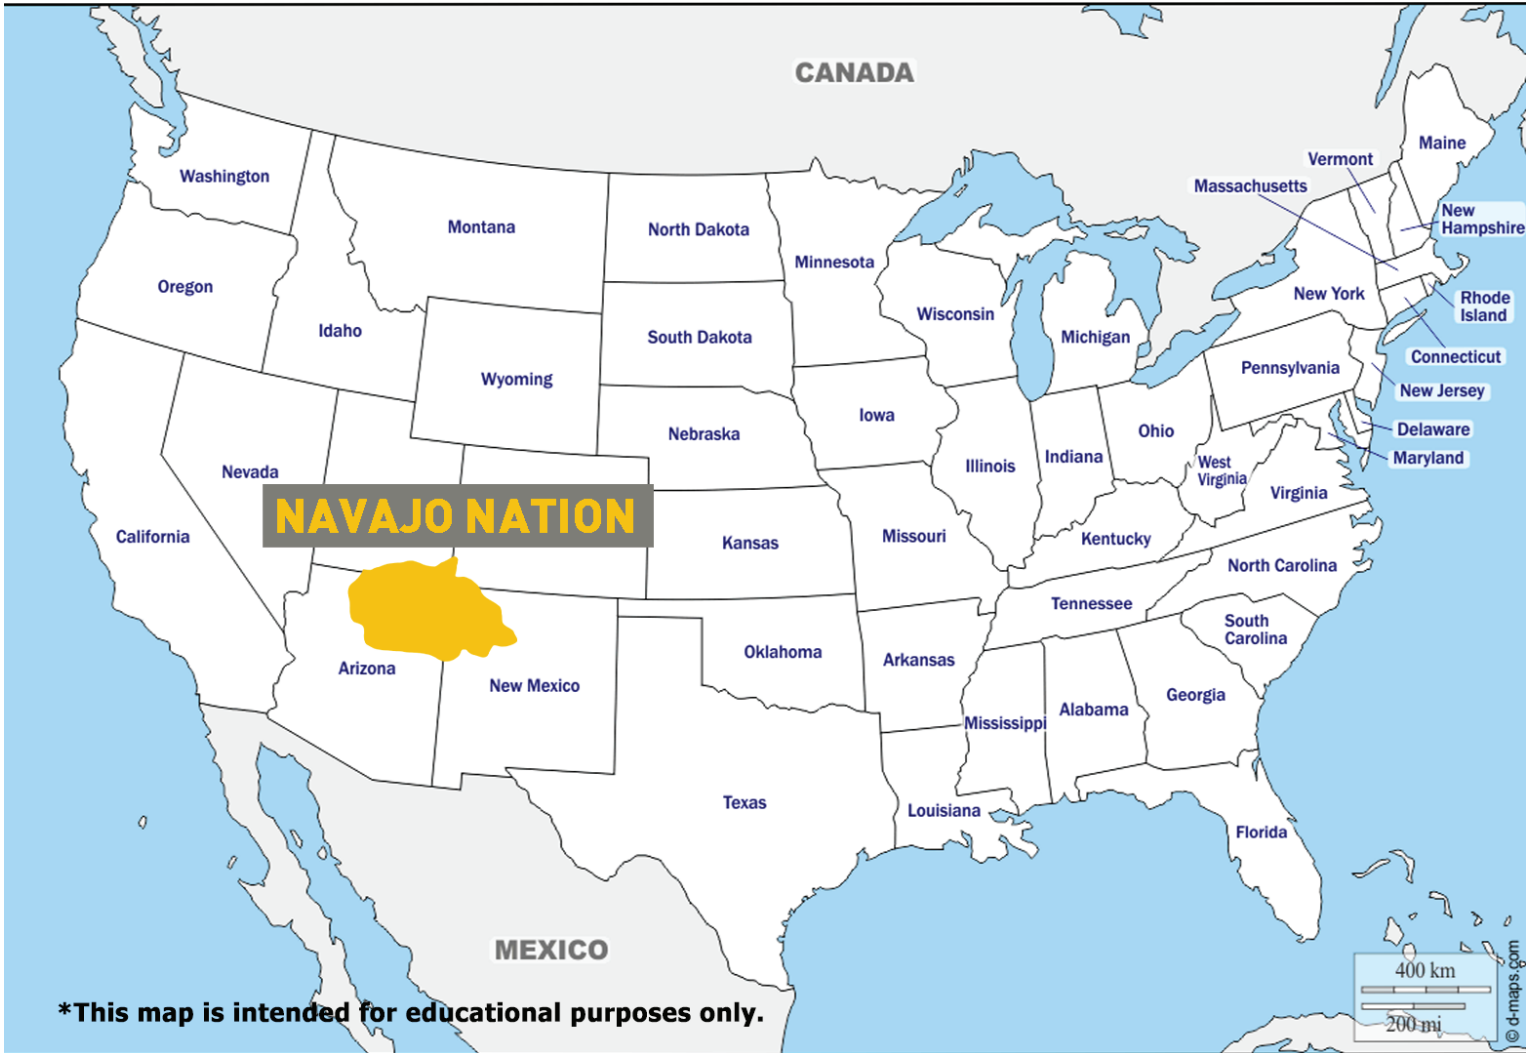 CANADA
Maine
Vermont
Massachusetts
New
Hampshire
Washington
Montana
North Dakota
Minnesota
Oregon
Idaho
Wyoming
South Dakota
Wisconsin
Michigan
New York
Rhode
Island
Connecticut
Pennsylvania
New Jersey
Delaware
Maryland
Nebraska
Iowa
Illinois
Indiana
Ohio
West
Virginia
Virginia
Nevada
NAVAJO NATION
California
Kansas
Missouri
Kentucky
North Carolina
Tennessee
South
Carolina
Arizona
New Mexico
Oklahoma
Arkansas
Mississippi
Alabama
Georgia
Texas
Louisiana
Florida
MEXICO
400 km
200 mi
© d-maps.com
*This map is intended for educational purposes only.